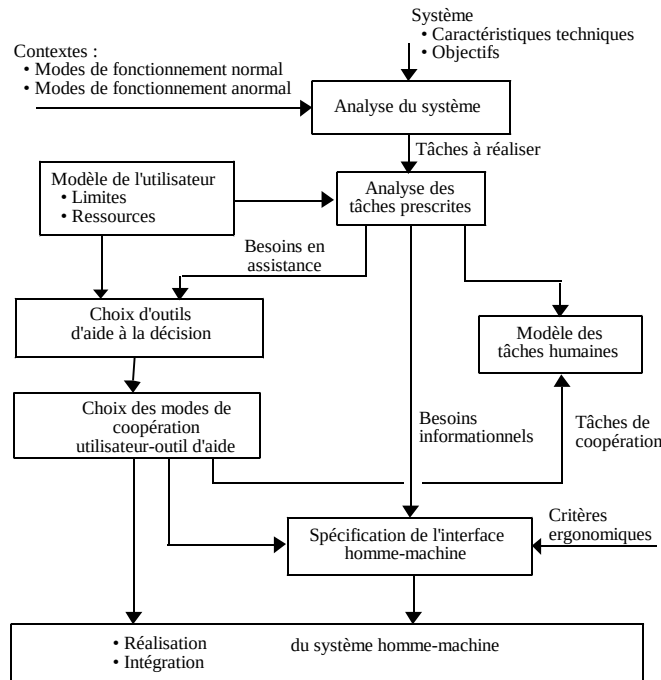 Système
• Caractéristiques techniques
• Objectifs
Contextes :
• Modes de fonctionnement normal
• Modes de fonctionnement anormal
Analyse du système
Tâches à réaliser
Modèle de l'utilisateur
• Limites
• Ressources
Analyse des
tâches prescrites
Besoins en
assistance
Choix d'outils
d'aide à la décision
Modèle des
tâches humaines
Choix des modes de
coopération
utilisateur-outil d'aide
Besoins
informationnels
Tâches de
coopération
Spécification de l'interface
homme-machine
Critères
ergonomiques
• Réalisation
• Intégration
du système homme-machine